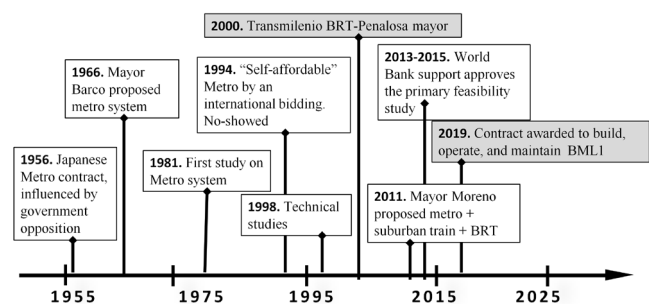 2000. Transmilenio BRT-Penalosa mayor
1966. Mayor
Barco proposed
metro system
1994. “Self-affordable”
Metro by an
international bidding.
No-showed
2013-2015. World
Bank support approves
the primary feasibility
study
2019. Contract awarded to build,
operate, and maintain BML1
1956. Japanese
Metro contract,
influenced by
government
opposition
1981. First study on
Metro system
1998. Technical
studies
2011. Mayor Moreno
proposed metro +
suburban train + BRT
1955
1975
1995
2015
2025